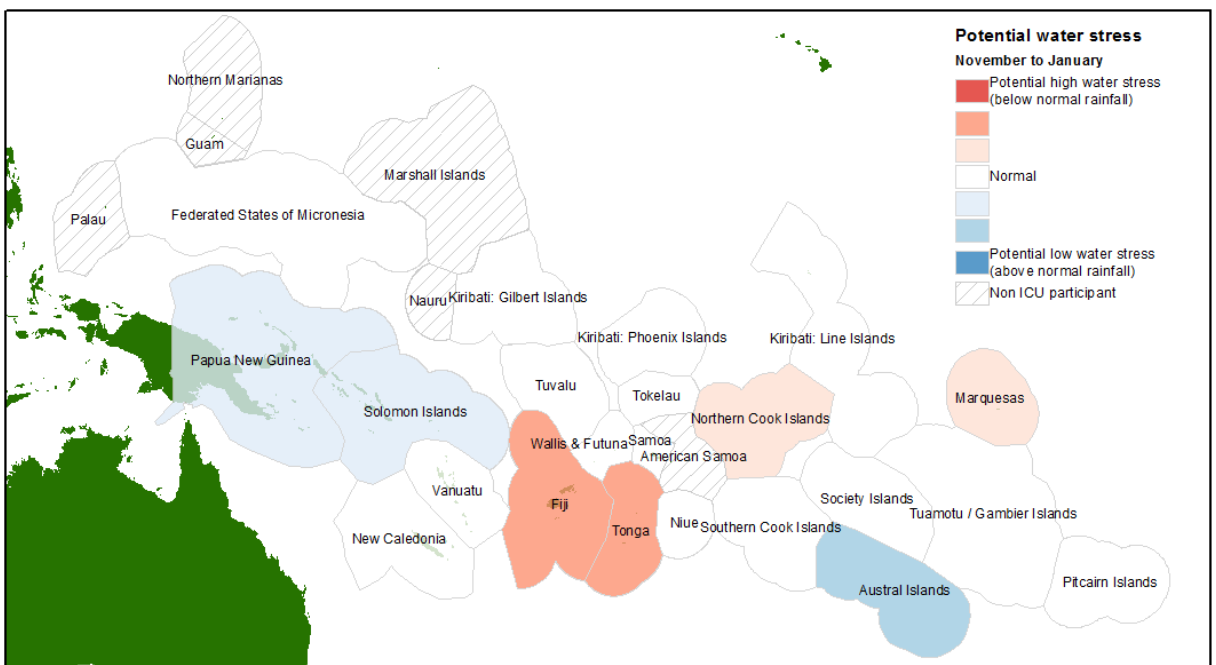 Potential water stress
November to January
Potential high water stress
(below normal rainfall)
Normal
Potential low water stress
(above normal rainfall)
Non ICU participant
Northern Marianas
Guam
Marshall Islands
Palau
Federated States of Micronesia
Nauru
Kiribati: Gilbert Islands
Kiribati: Phoenix Islands
Kiribati: Line Islands
Papua New Guinea
Tuvalu
Tokelau
Marquesas
Solomon Islands
Northern Cook Islands
Wallis & Futuna
Samoa
American Samoa
Vanuatu
Fiji
Society Islands
Tuamotu / Gambier Islands
New Caledonia
Tonga
Niue
Southern Cook Islands
Austral Islands
Pitcairn Islands